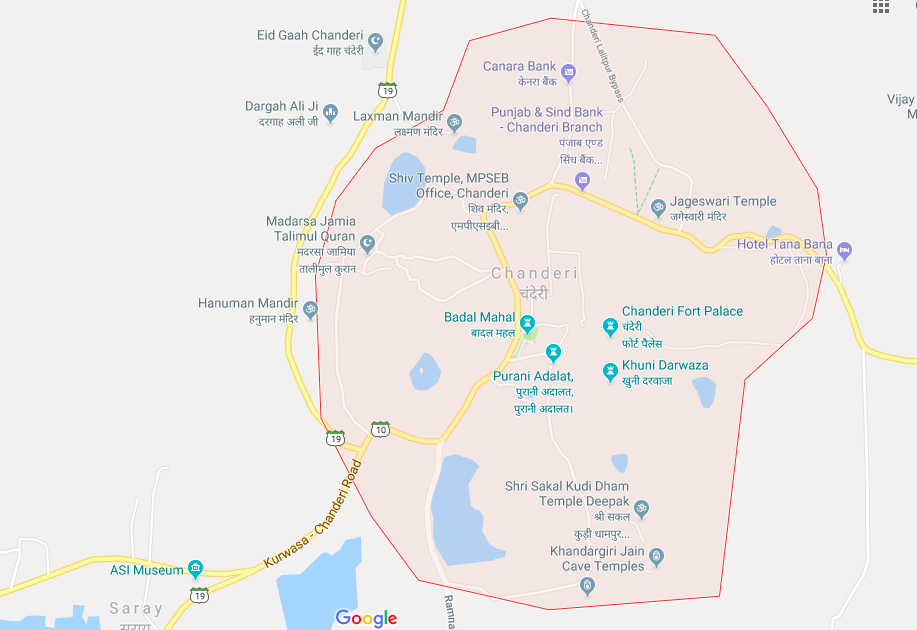 Eid Gaah Chanderi
ईद गाह चंदेरी
Chanderi Lalitpur Bypass
Canara Bank
केनरा बैंक
19
Vijay
M
Dargah Ali Ji
दरगाह अली जी
Laxman Mandir
लक्ष्मण मंदिर
Punjab & Sind Bank
- Chanderi Branch
पंजाब एण्ड
सिंध बैंक...
Shiv Temple, MPSEB
Office, Chanderi
शिव मंदिर,
एमपीएसइबी...
Jageswari Temple
जगेस्वारी मंदिर
Madarsa Jamia
Talimul Quran
मदरसा जामिया
तालीमुल कुरान
Hotel Tana Bana
होटल ताना बाना
Chanderi
चंदेरी
Hanuman Mandir
हनुमान मंदिर
Badal Mahal
बादल महल
Chanderi Fort Palace
चंदेरी
फोर्ट पैलेस
Khuni Darwaza
खुनी दरवाजा
Purani Adalat,
पुरानी अदालत,
पुरानी अदालत।
10
19
Kurwasa - Chanderi Road
Shri Sakal Kudi Dham
Temple Deepak
श्री सकल
कुड़ी धामपुर...
Khandargiri Jain
Cave Temples
ASI Museum
19
Saray
सराय
Ramna
Google